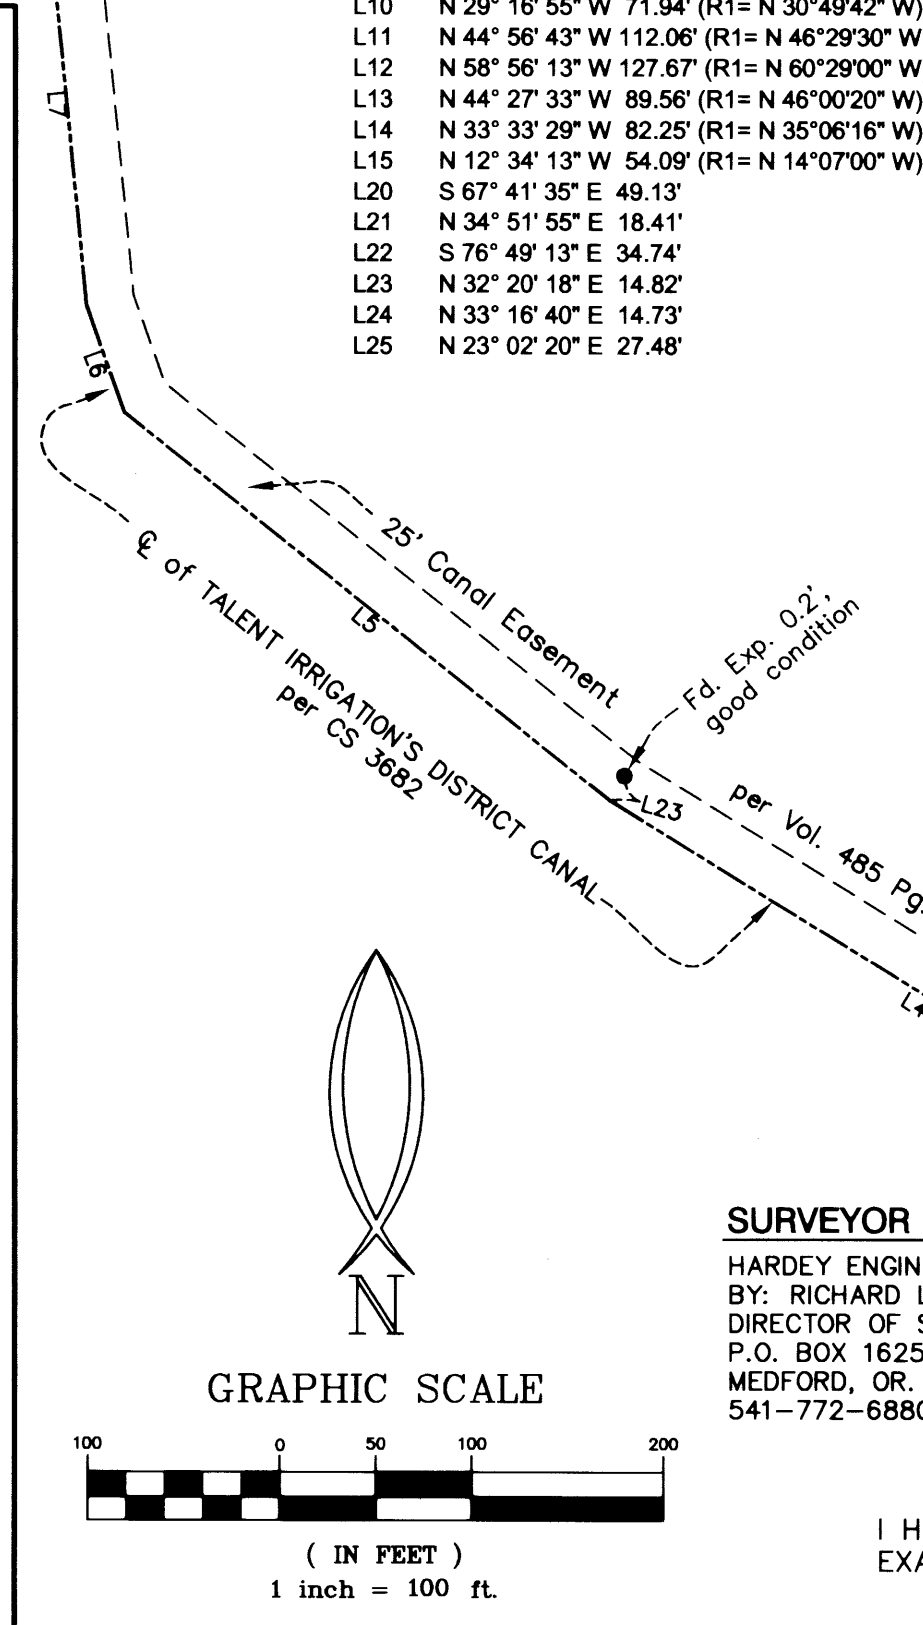 L10 N 29° 16' 55" W 71.94' (R1= N 30°49'42" W)
L11 N 44° 56' 43" W 112.06' (R1= N 46°29'30" W
L12 N 58° 56' 13" W 127.67' (R1= N 60°29'00" W
L13 N 44° 27' 33" W 89.56' (R1= N 46°00'20" W)
L14 N 33° 33' 29" W 82.25' (R1= N 35°06'16" W)
L15 N 12° 34' 13" W 54.09' (R1= N 14°07'00" W)
L20 S 67° 41' 35" E 49.13'
L21 N 34° 51' 55" E 18.41'
L22 S 76° 49' 13" E 34.74'
L23 N 32° 20' 18" E 14.82'
L24 N 33° 16' 40" E 14.73'
L25 N 23° 02' 20" E 27.48'
L7
L6
25' Canal Easement
℄ of TALENT IRRIGATION'S DISTRICT CANAL
per CS 3682
L5
Fd. Exp. 0.2',
good condition
L23
per Vol. 485 Pg.
L4
N
SURVEYOR
HARDEY ENGIN
BY: RICHARD L
DIRECTOR OF S
P.O. BOX 1625
MEDFORD, OR.
541-772-6880
GRAPHIC SCALE
100 0 50 100 200
( IN FEET )
1 inch = 100 ft.
I H
EXA